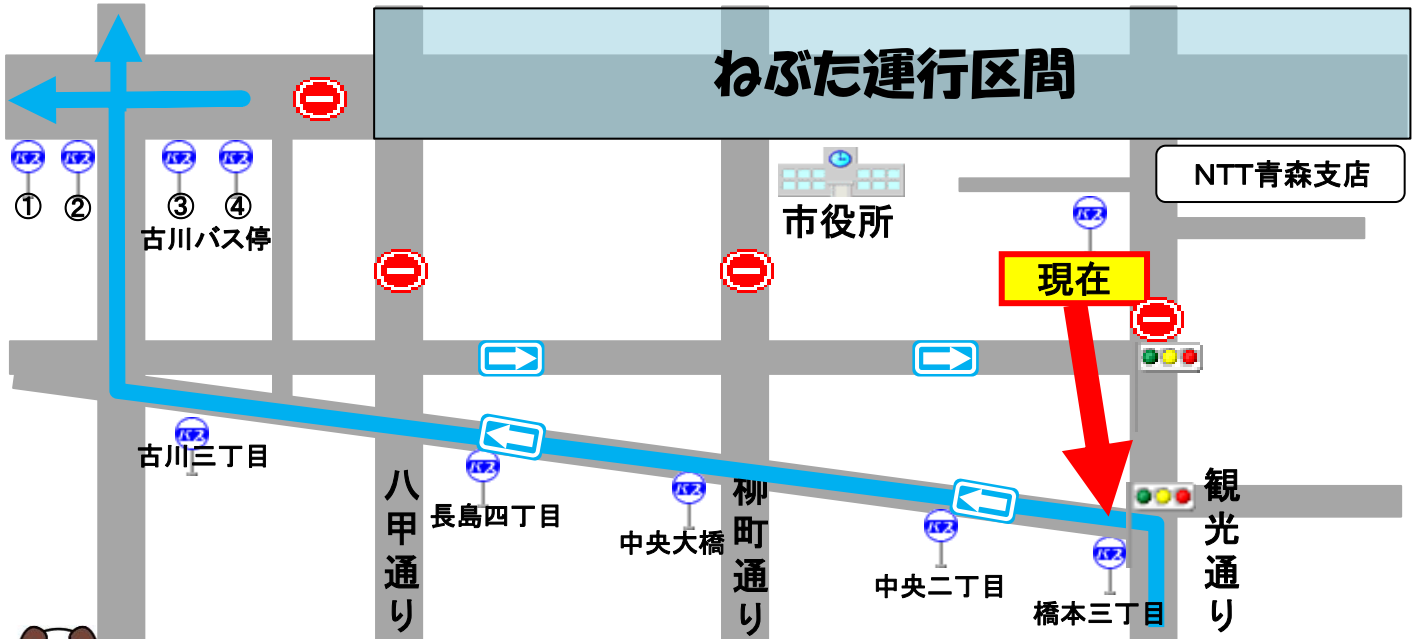 ねぶた運行区間
バス
バス
バス
バス
①
②
③
④
古川バス停
市役所
NTT青森支店
バス
現在
バス
古川三丁目
バス
長島四丁目
バス
中央大橋
バス
中央二丁目
バス
橋本三丁目
八甲通り
柳町通り
観光通り